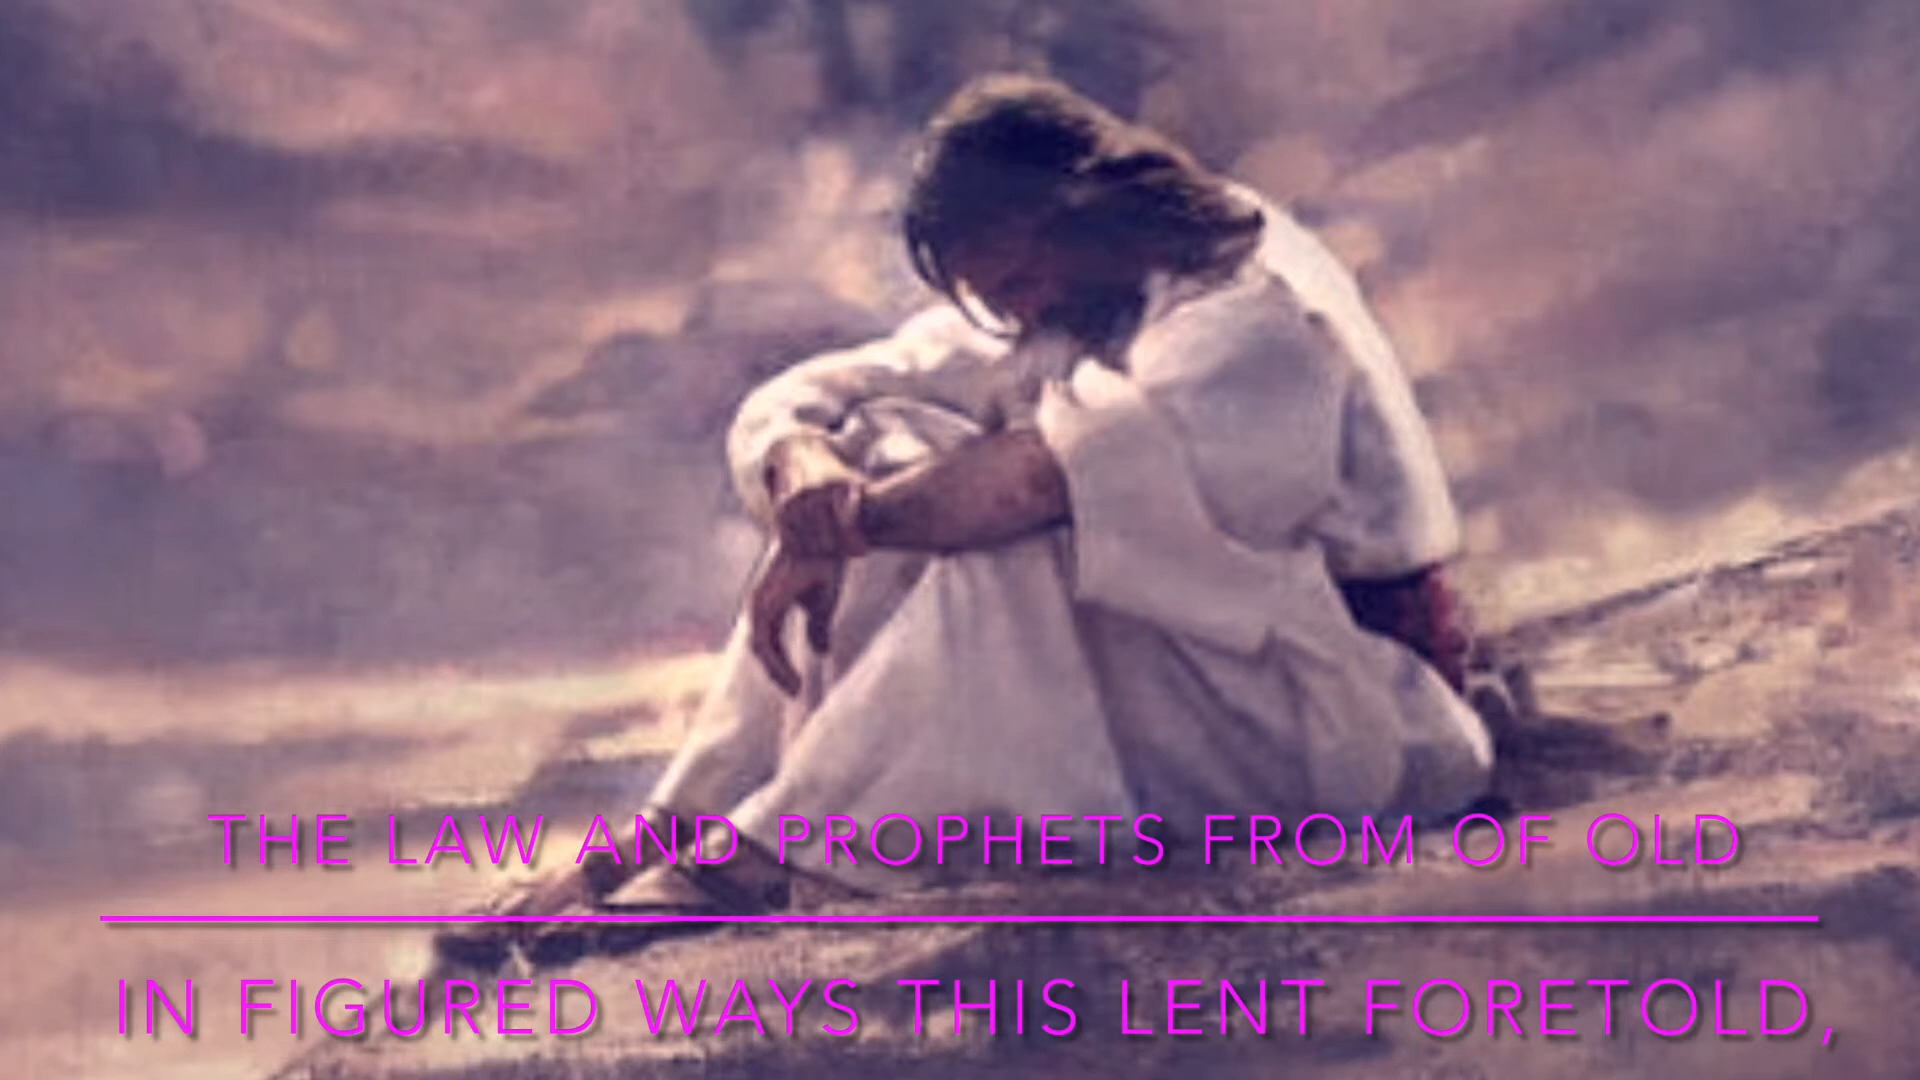 THE LAW AND PROPHETS FROM OF OLD
IN FIGURED WAYS THIS LENT FORETOLD,